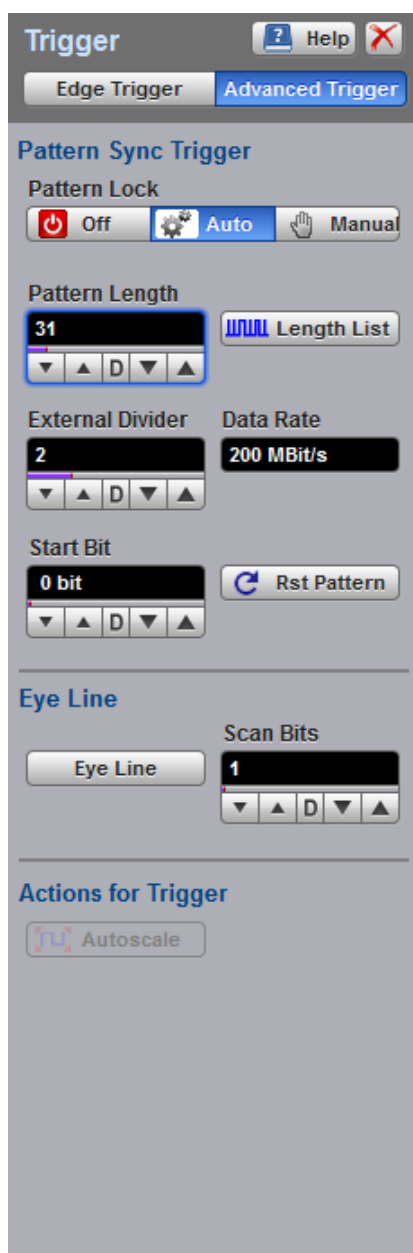 Trigger ? Help
Edge Trigger Advanced Trigger
Pattern Sync Trigger
Pattern Lock
Off Auto Manual
Pattern Length
31 Length List
D
External Divider Data Rate
2 200 MBit/s
D
Start Bit
0 bit Rst Pattern
D
Eye Line
Scan Bits
Eye Line 1
D
Actions for Trigger
Autoscale